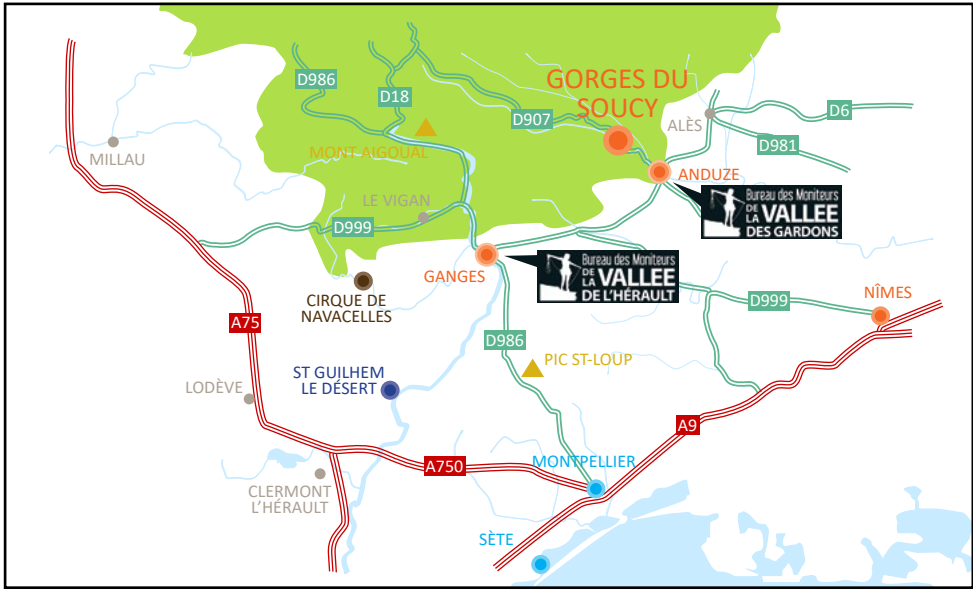 D986
D18
D907
GORGES DU
SOUCY
ALÈS
D6
D981
MILLAU
MONT AIGOUAL
ANDUZE
Bureau des Moniteurs
DE LA VALLEE
DES GARDONS
LE VIGAN
D999
GANGES
Bureau des Moniteurs
DE LA VALLEE
DE L'HÉRAULT
CIRQUE DE
NAVACELLES
D999
NÎMES
A75
D986
PIC ST-LOUP
ST GUILHEM
LE DÉSERT
LODÈVE
A9
A750
MONTPELLIER
CLERMONT
L'HÉRAULT
SÈTE